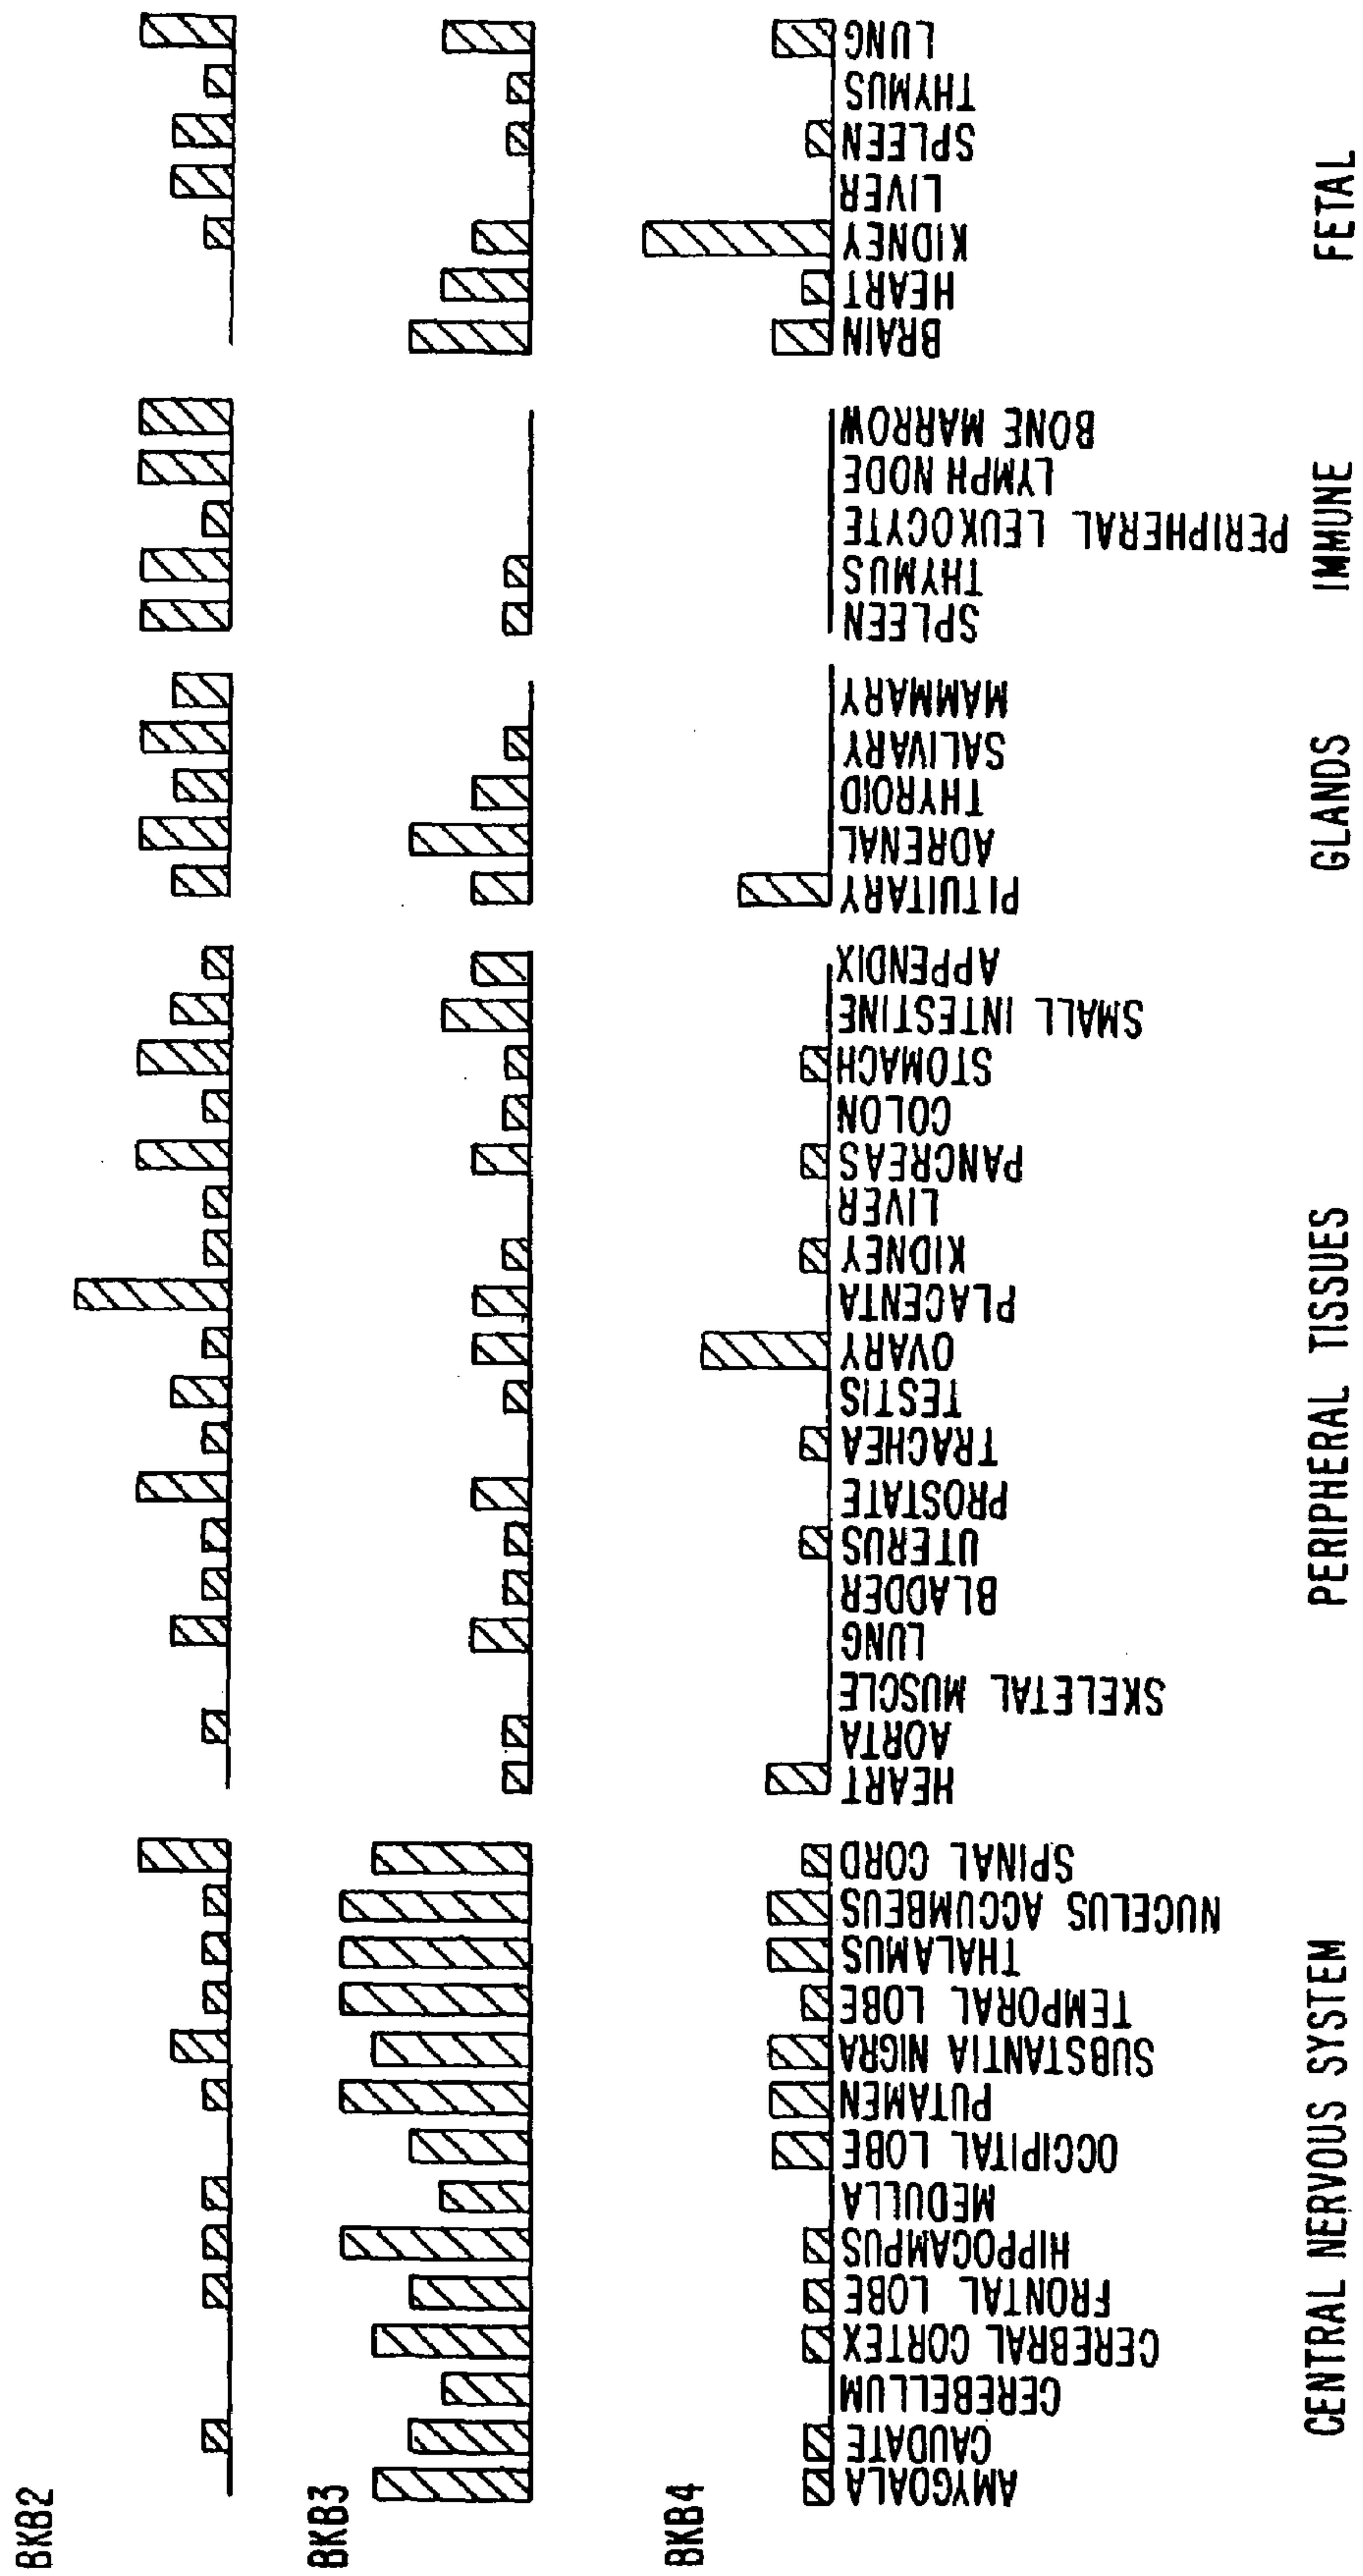 BKB2
BKB3
BKB4
AMYGOALA
CAUDATE
CEREBELLUM
CEREBRAL CORTEX
FRONTAL LOBE
HIPPOCAMPUS
MEDULLA
OCCIPITAL LOBE
PUTAMEN
SUBSTANTIA NIGRA
TEMPORAL LOBE
THALAMUS
NUCELUS ACCUMBEUS
SPINAL CORD
HEART
AORTA
SKELETAL MUSCLE
LUNG
BLADDER
UTERUS
PROSTATE
TRACHEA
TESTIS
OVARY
PLACENTA
KIDNEY
LIVER
PANCREAS
COLON
STOMACH
SMALL INTESTINE
APPENDIX
PITUITARY
ADRENAL
THYROID
SALIVARY
MAMMARY
SPLEEN
THYMUS
PERIPHERAL LEUKOCYTE
LYMPH NODE
BONE MARROW
BRAIN
HEART
KIDNEY
LIVER
SPLEEN
THYMUS
LUNG
CENTRAL NERVOUS SYSTEM
PERIPHERAL TISSUES
GLANDS
IMMUNE
FETAL